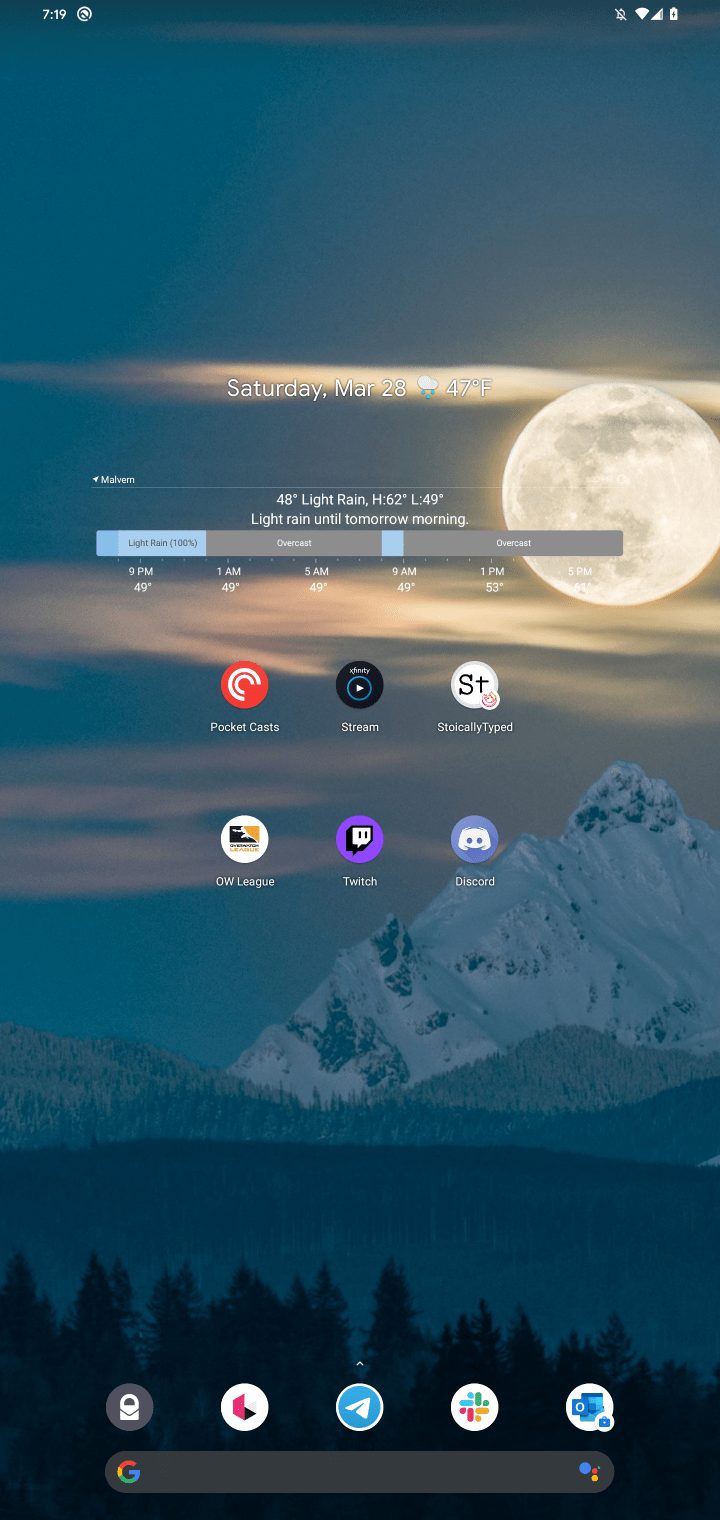 7:19
Saturday, Mar 28 47°F
Malvern
48° Light Rain, H:62° L:49°
Light rain until tomorrow morning.
Light Rain (100%) Overcast Overcast
9 PM 1 AM 5 AM 9 AM 1 PM 5 PM
49° 49° 49° 49° 53° 61°
xfinity
St
Pocket Casts Stream StoicallyTyped
OVERWATCH
LEAGUE
OW League Twitch Discord
O
G